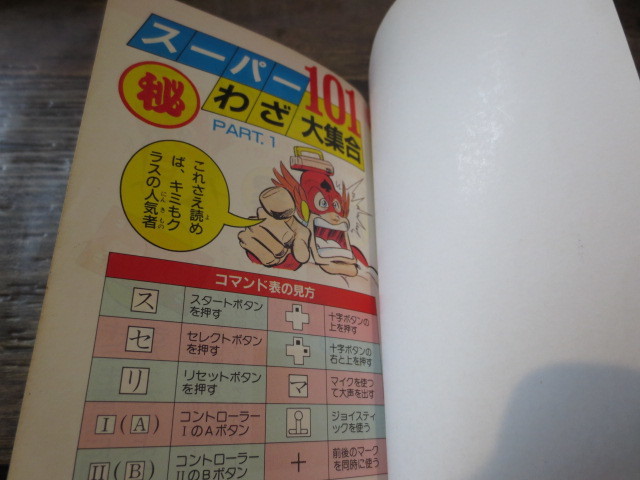 スーパー101
㊙わざ大集合
PART.1
これさえ読め
ば、キミもク
ラスの人気者
コマンド表の見方
ス
スタートボタン
を押す
十字ボタンの
上を押す
セ
セレクトボタン
を押す
十字ボタンの
右と上を押す
リ
リセットボタン
を押す
マ
マイクを使っ
て大声を出す
I(A)
コントローラー
IのAボタン
ジョイスティ
ックを使う
II(B)
コントローラー
IIのBボタン
+
前後のマーク
を同時に使う